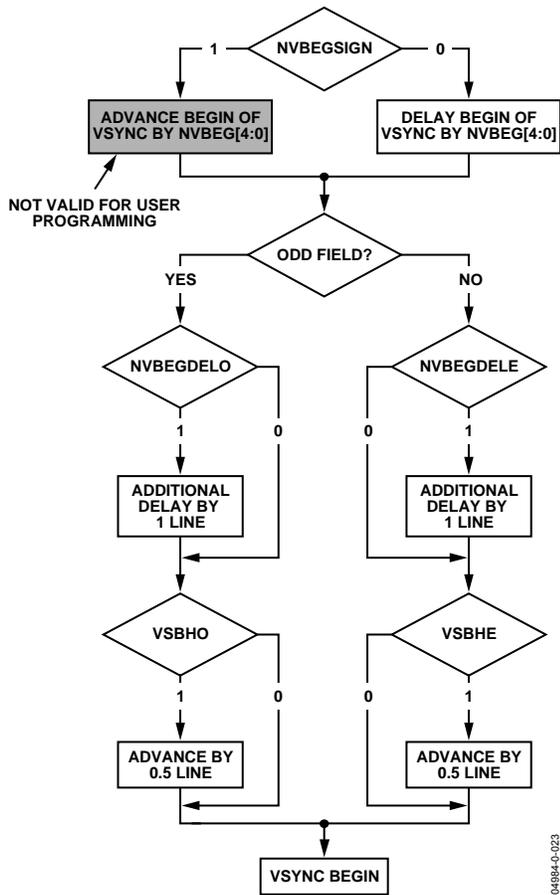 NVBEGSIGN
1
0
ADVANCE BEGIN OF
VSYNC BY NVBEG[4:0]
DELAY BEGIN OF
VSYNC BY NVBEG[4:0]
NOT VALID FOR USER
PROGRAMMING
ODD FIELD?
YES
NO
NVBEGDELO
NVBEGDELE
1
0
0
1
ADDITIONAL
DELAY BY
1 LINE
ADDITIONAL
DELAY BY
1 LINE
VSBHO
VSBHE
1
0
0
1
ADVANCE BY
0.5 LINE
ADVANCE BY
0.5 LINE
VSYNC BEGIN
04984-0-023